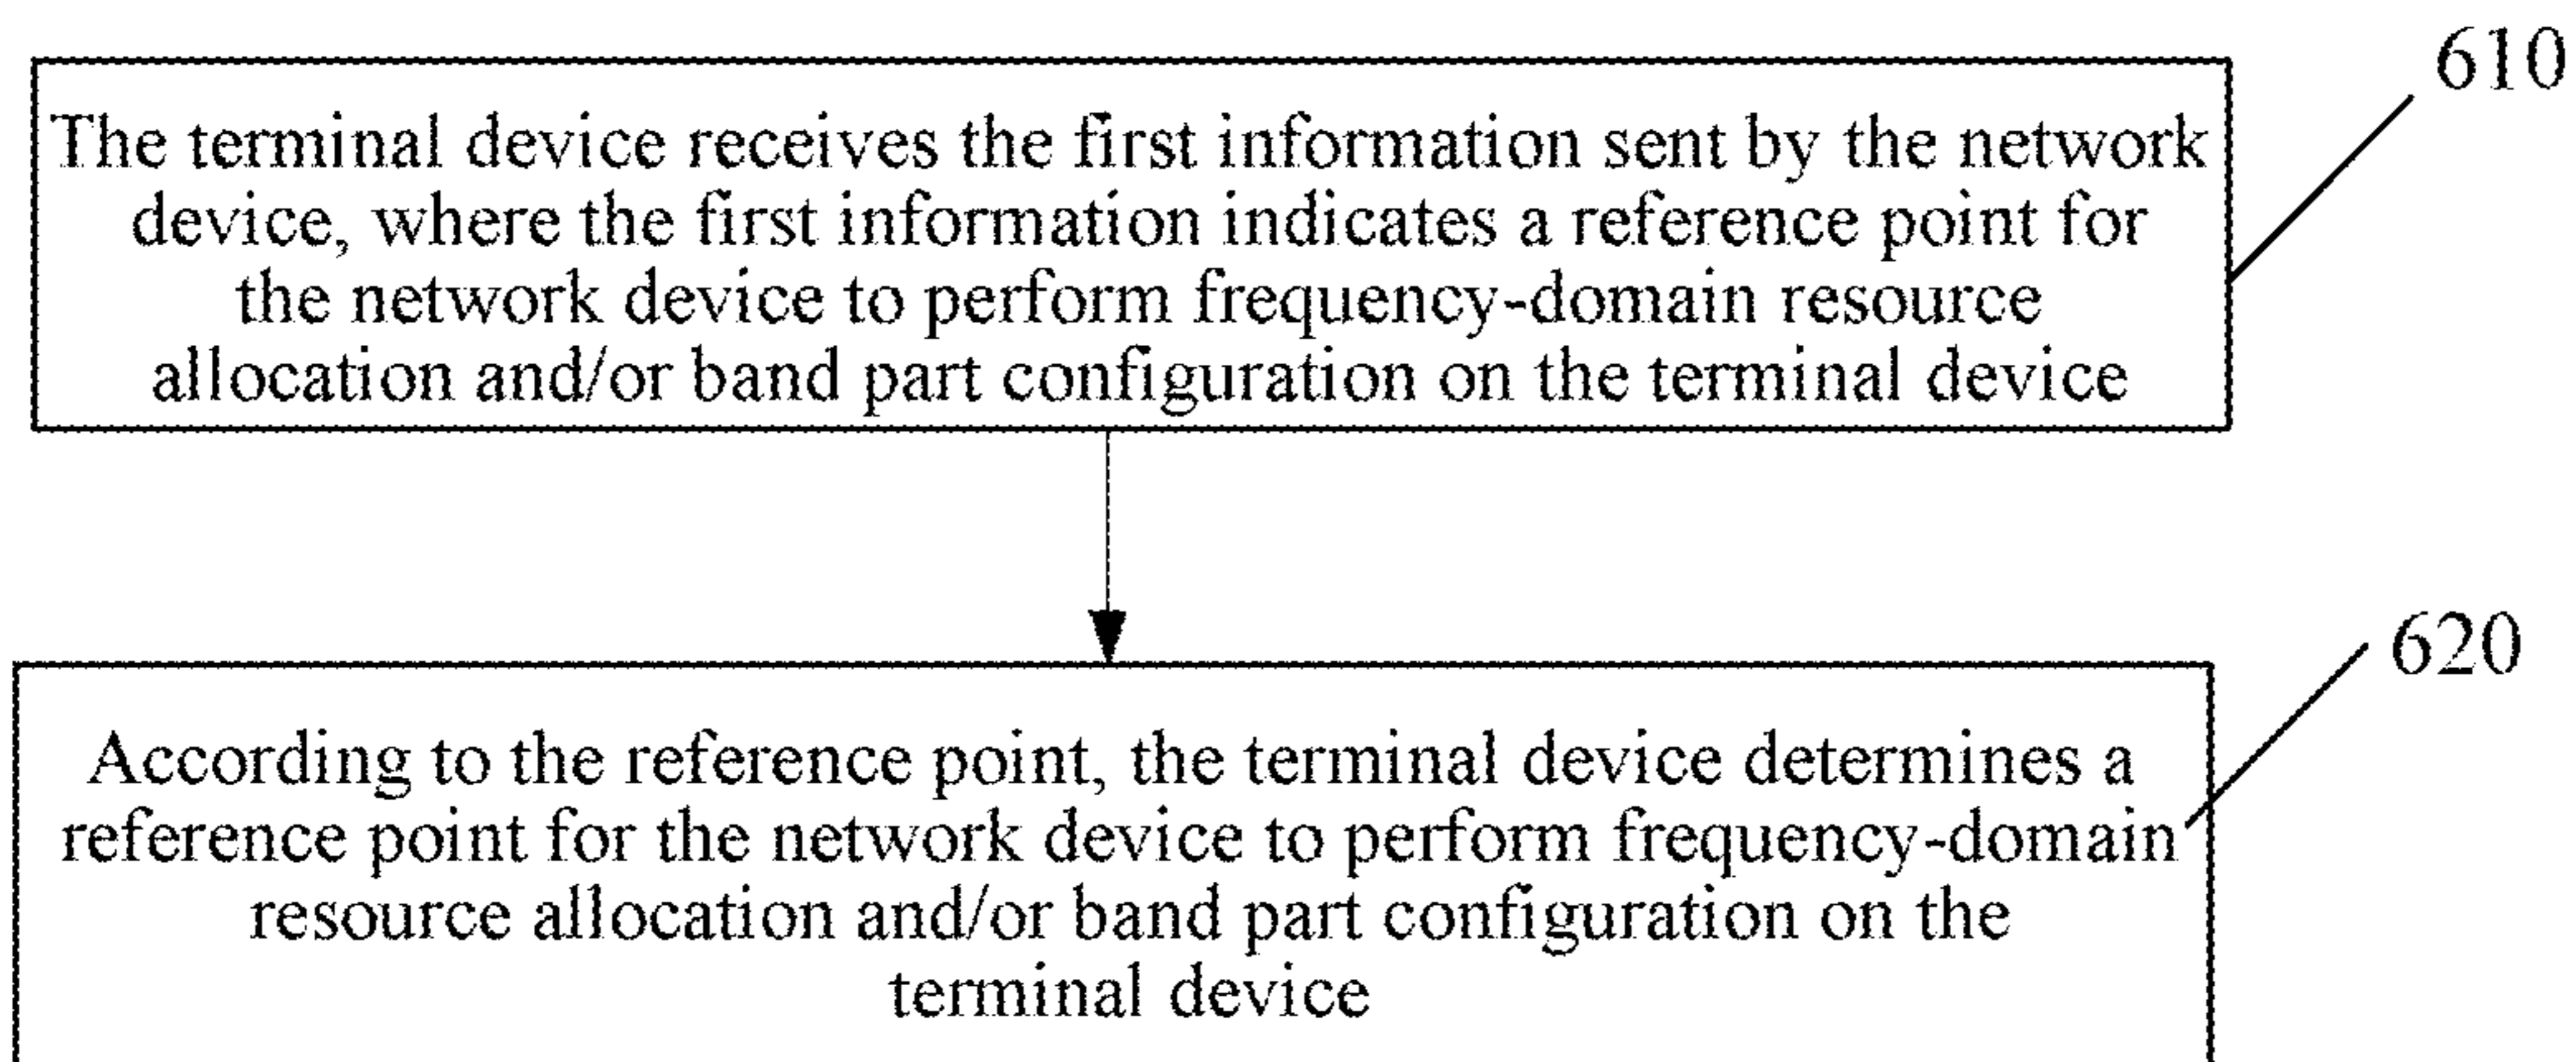 610
The terminal device receives the first information sent by the network
device, where the first information indicates a reference point for
the network device to perform frequency-domain resource
allocation and/or band part configuration on the terminal device
620
According to the reference point, the terminal device determines a
reference point for the network device to perform frequency-domain
resource allocation and/or band part configuration on the
terminal device